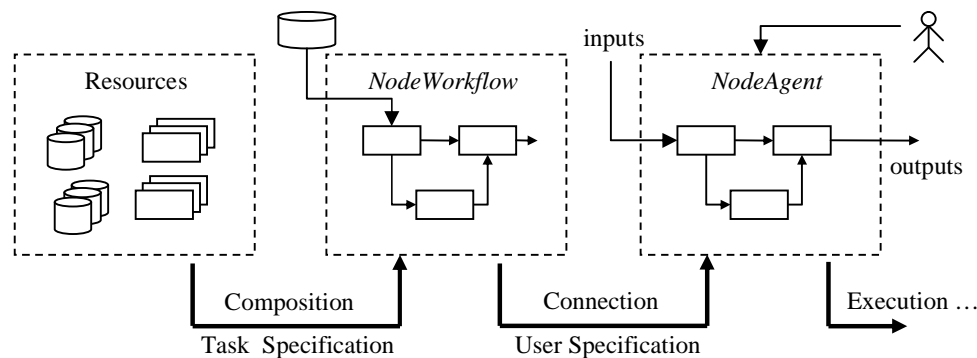 inputs
Resources
NodeWorkflow
NodeAgent
outputs
Composition
Connection
Execution …
Task Specification
User Specification